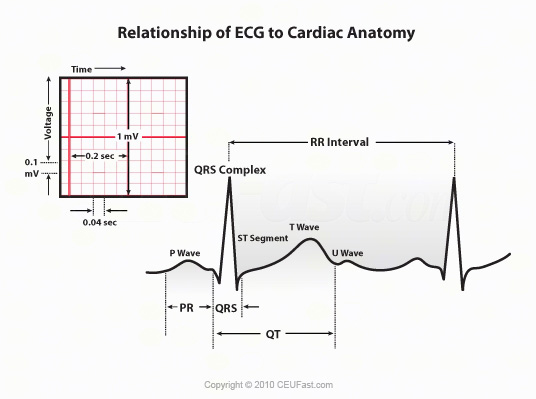 Relationship of ECG to Cardiac Anatomy
Time
Voltage
1 mV
0.2 sec
0.1
mV
0.04 sec
RR Interval
QRS Complex
T Wave
ST Segment
P Wave
U Wave
PR
QRS
QT
Copyright © 2010 CEUFast.com